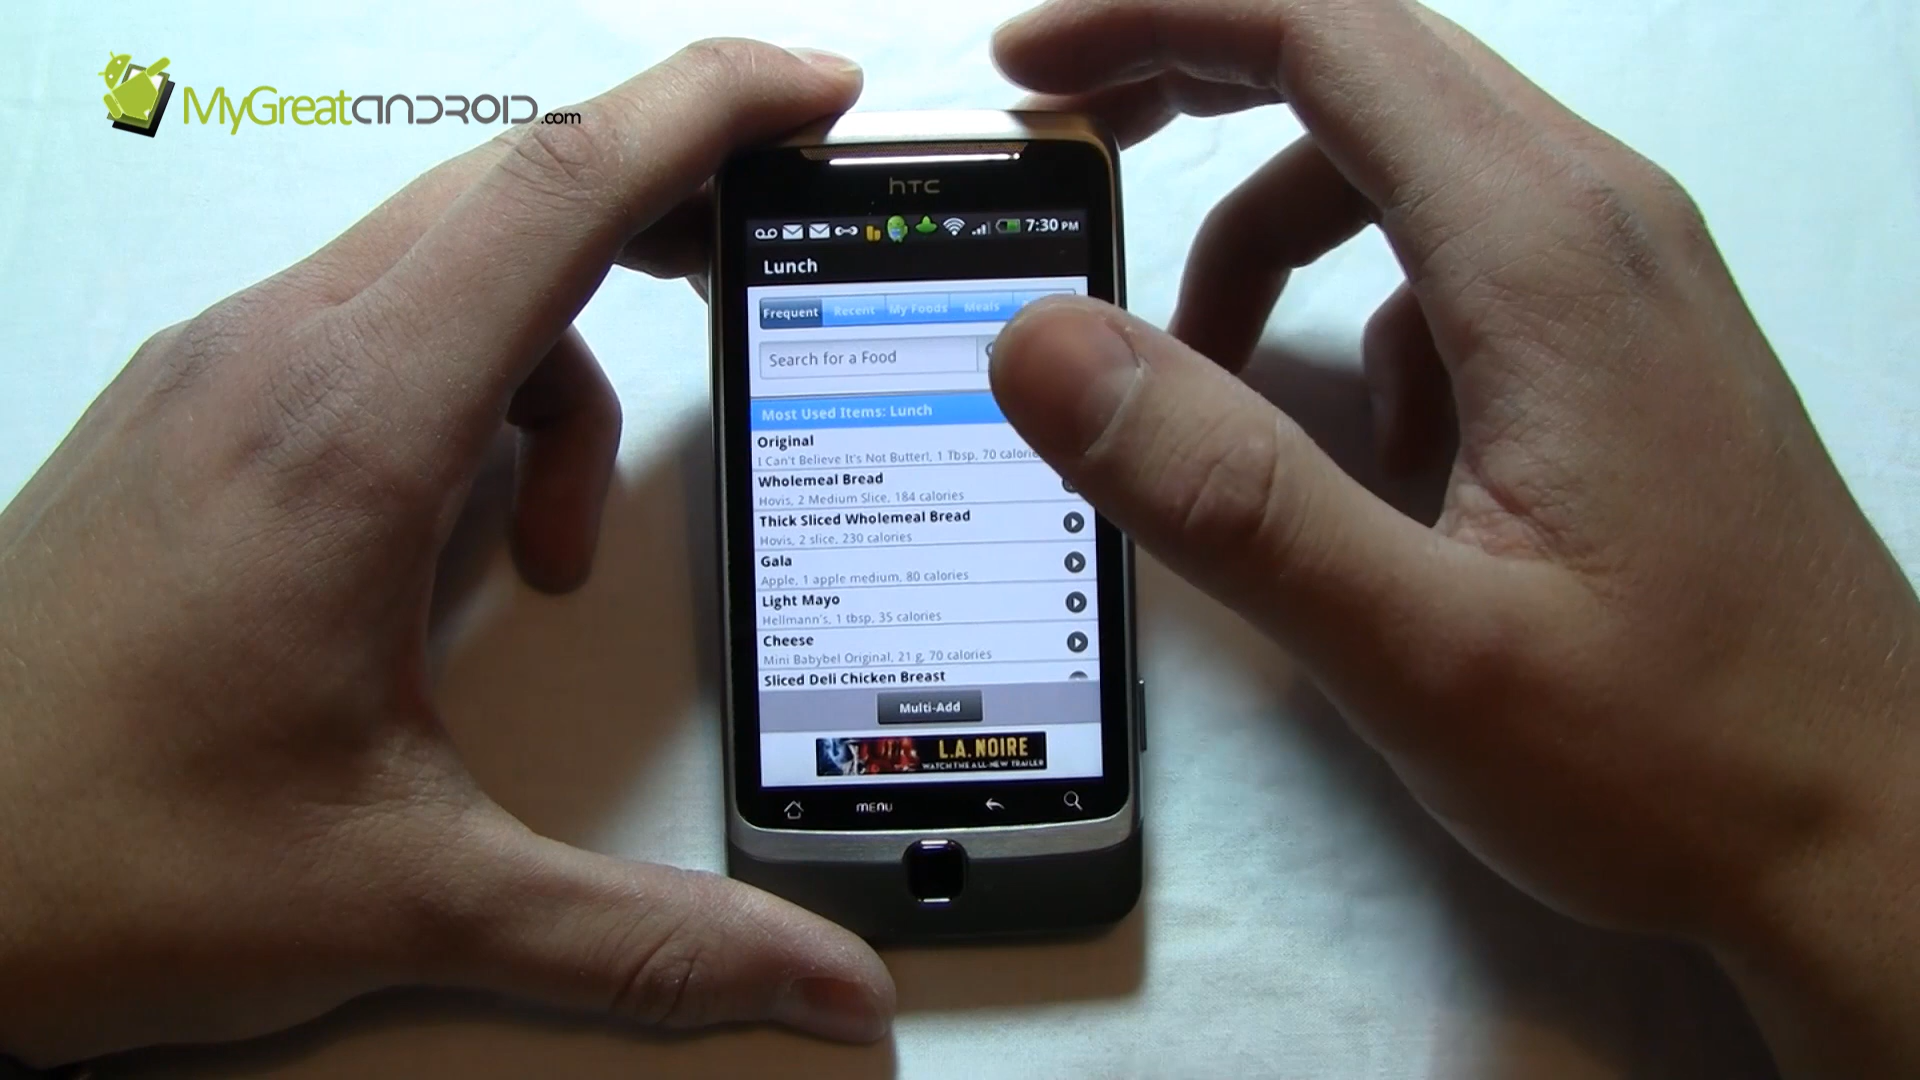 MyGreatANDROID.com
hTC
7:30 PM
Lunch
Frequent Recent My Foods Meals
Search for a Food
Most Used Items: Lunch
Original
I Can't Believe It's Not Butter!, 1 Tbsp, 70 calorie
Wholemeal Bread
Hovis, 2 Medium Slice, 184 calories
Thick Sliced Wholemeal Bread
Hovis, 2 slice, 230 calories
Gala
Apple, 1 apple medium, 80 calories
Light Mayo
Hellmann's, 1 tbsp, 35 calories
Cheese
Mini Babybel Original, 21 g, 70 calories
Sliced Deli Chicken Breast
Multi-Add
L.A. NOIRE
WATCH THE ALL-NEW TRAILER
MENU